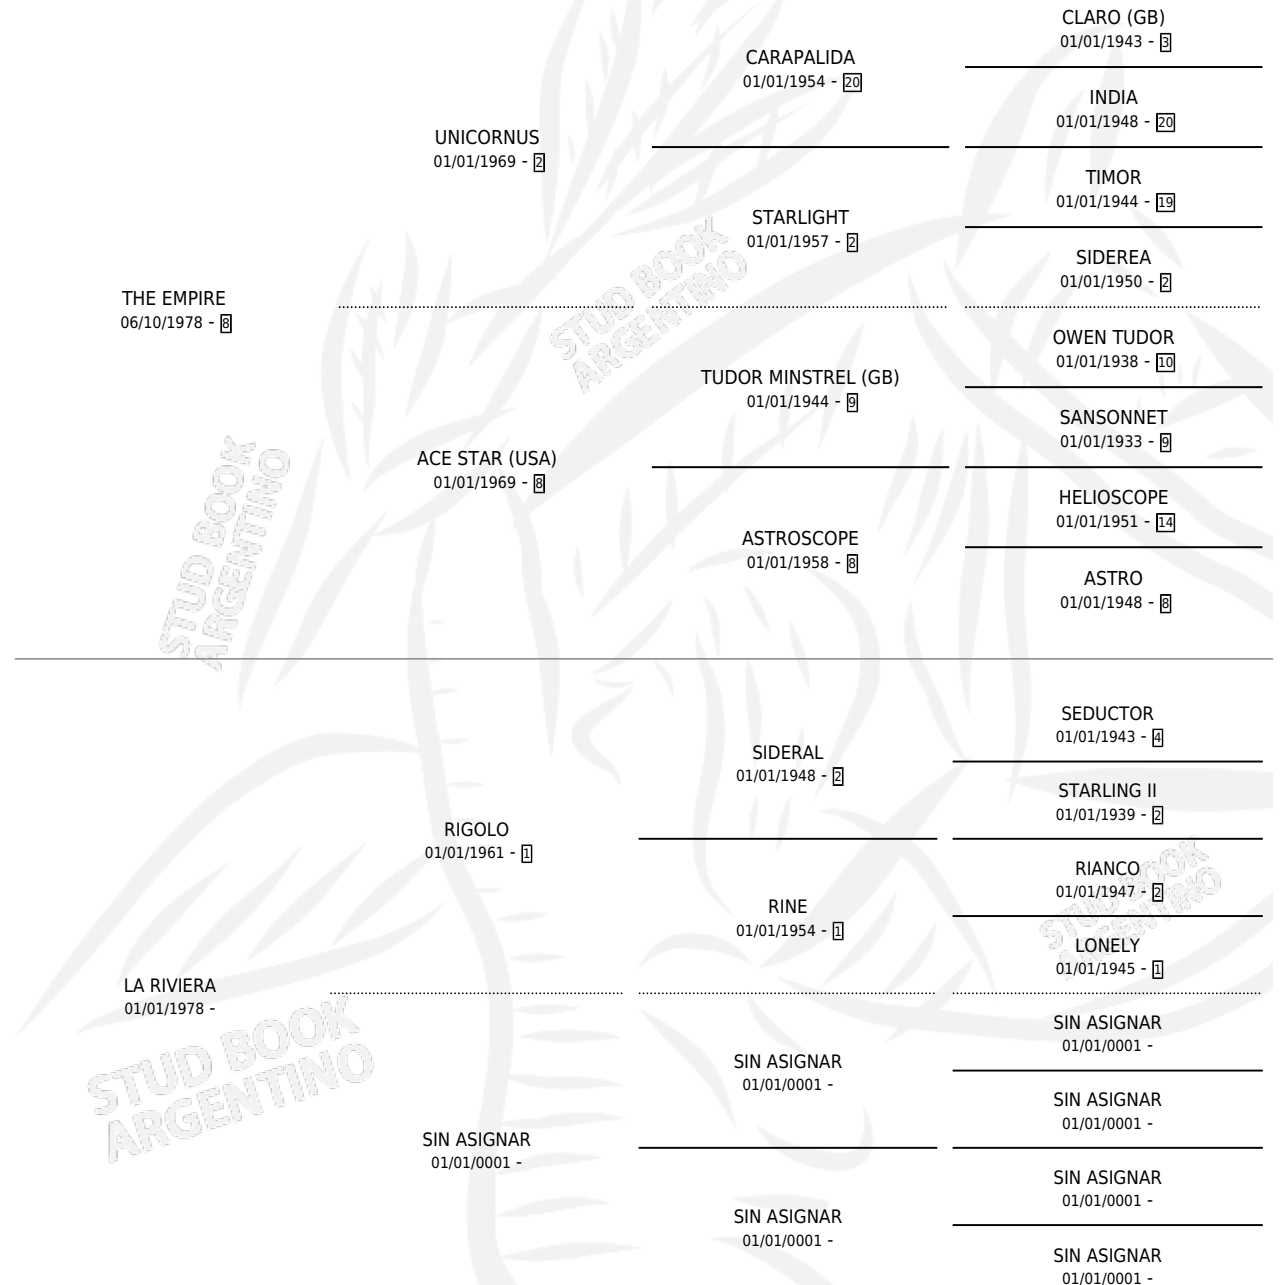 CLARO (GB)
01/01/1943 - 3
CARAPALIDA
01/01/1954 - 20
INDIA
01/01/1948 - 20
UNICORNUS
01/01/1969 - 2
TIMOR
01/01/1944 - 19
STARLIGHT
01/01/1957 - 2
SIDEREA
01/01/1950 - 2
THE EMPIRE
06/10/1978 - 8
OWEN TUDOR
01/01/1938 - 10
TUDOR MINSTREL (GB)
01/01/1944 - 9
SANSONNET
01/01/1933 - 9
ACE STAR (USA)
01/01/1969 - 8
HELIOSCOPE
01/01/1951 - 14
ASTROSCOPE
01/01/1958 - 8
ASTRO
01/01/1948 - 8
STUD BOOK
ARGENTINO
STUD BOOK
ARGENTINO
SEDUCTOR
01/01/1943 - 4
SIDERAL
01/01/1948 - 2
STARLING II
01/01/1939 - 2
RIGOLO
01/01/1961 - 1
RIANCO
01/01/1947 - 2
RINE
01/01/1954 - 1
LONELY
01/01/1945 - 1
LA RIVIERA
01/01/1978 -
SIN ASIGNAR
01/01/0001 -
SIN ASIGNAR
01/01/0001 -
SIN ASIGNAR
01/01/0001 -
SIN ASIGNAR
01/01/0001 -
SIN ASIGNAR
01/01/0001 -
SIN ASIGNAR
01/01/0001 -
SIN ASIGNAR
01/01/0001 -
STUD BOOK
ARGENTINO
STUD BOOK
ARGENTINO